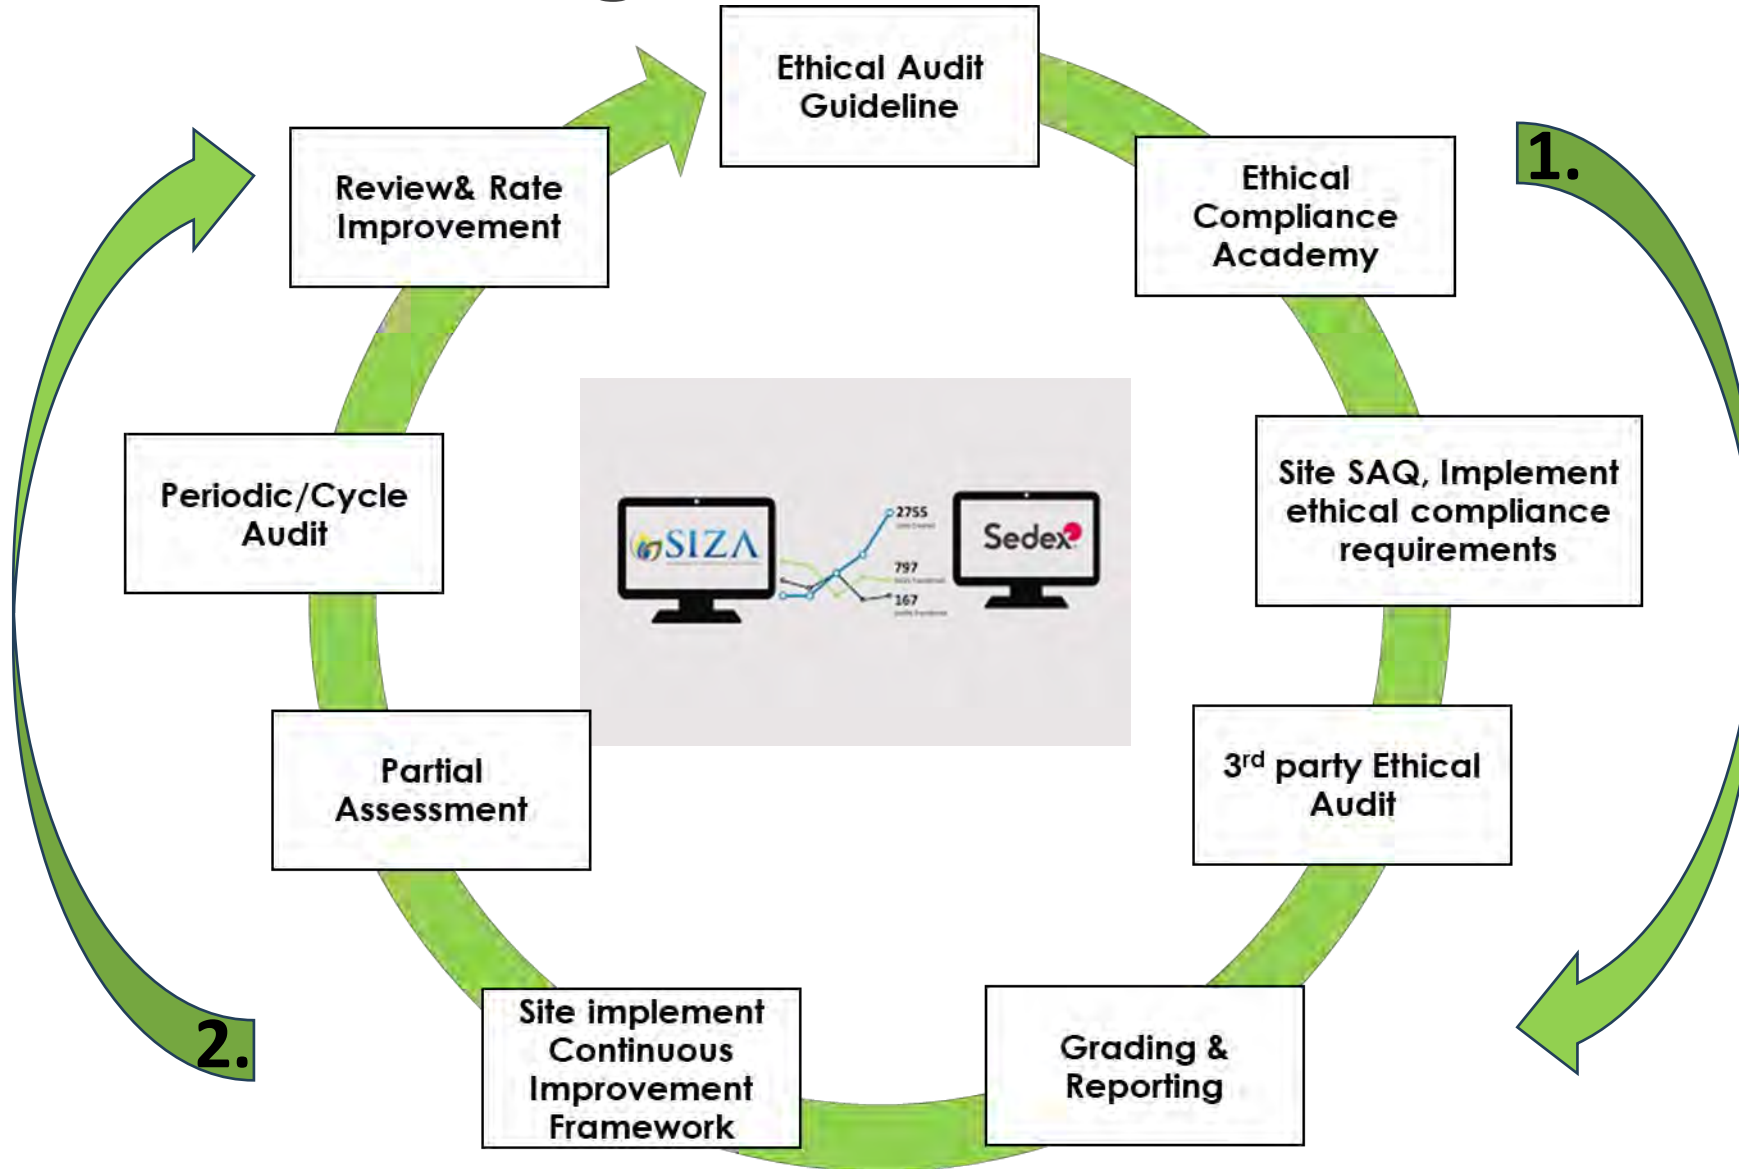 Ethical Audit
Guideline
1.
Ethical
Compliance
Academy
Site SAQ, Implement
ethical compliance
requirements
3rd party Ethical
Audit
Grading &
Reporting
2.
Site implement
Continuous
Improvement
Framework
Partial
Assessment
Periodic/Cycle
Audit
Review& Rate
Improvement
SIZA
2755
797
167
Sedex